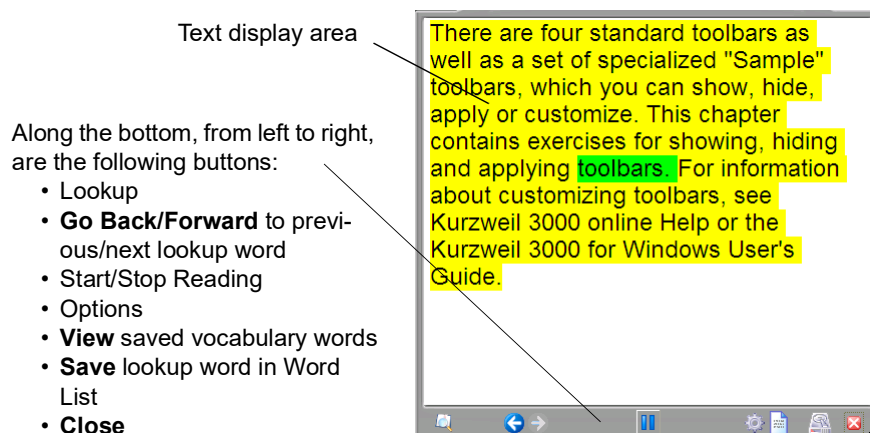 Text display area
Along the bottom, from left to right,
are the following buttons:
• Lookup
• Go Back/Forward to previ-
ous/next lookup word
• Start/Stop Reading
• Options
• View saved vocabulary words
• Save lookup word in Word
List
• Close
There are four standard toolbars as
well as a set of specialized "Sample"
toolbars, which you can show, hide,
apply or customize. This chapter
contains exercises for showing, hiding
and applying toolbars. For information
about customizing toolbars, see
Kurzweil 3000 online Help or the
Kurzweil 3000 for Windows User's
Guide.